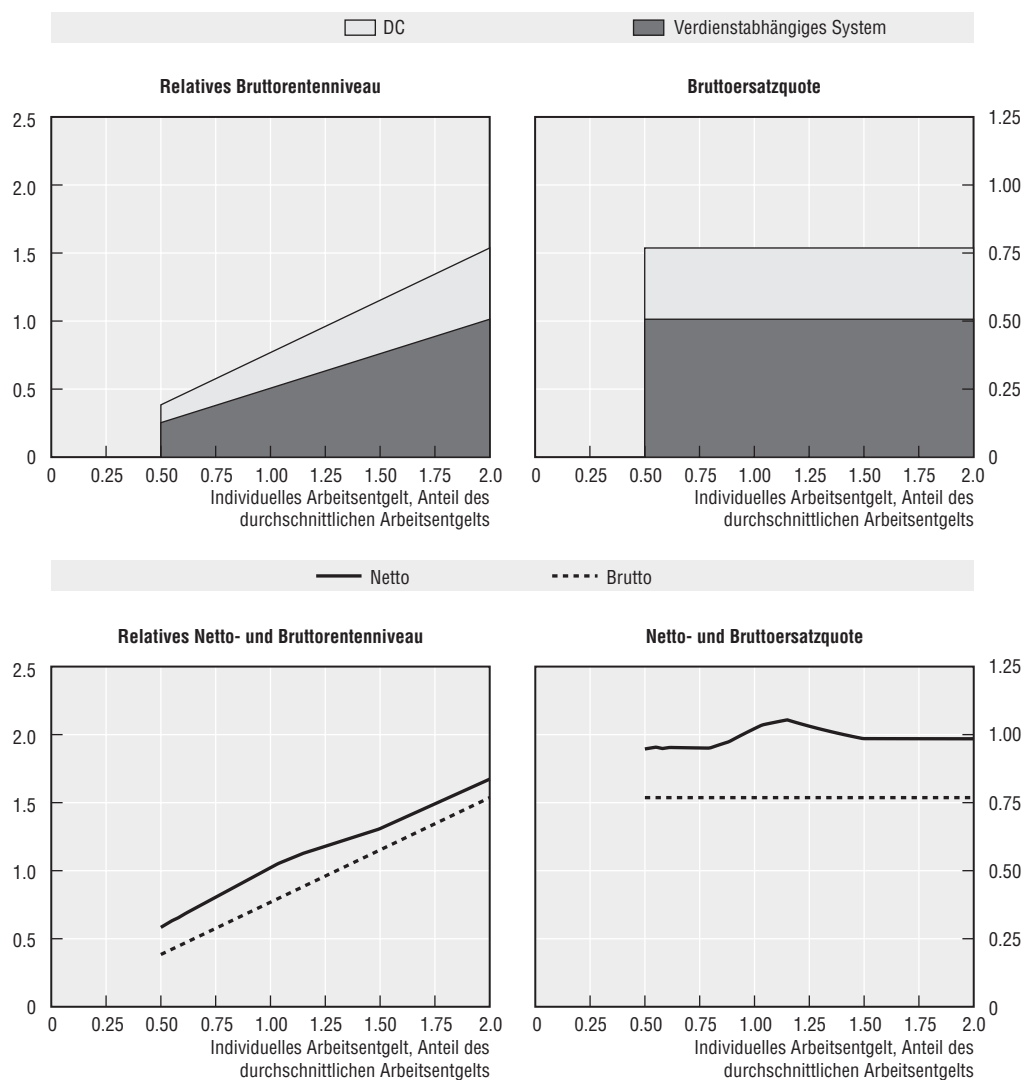 DC Verdienstabhängiges System
Relatives Bruttorentenniveau
2.5
2.0
1.5
1.0
0.5
0
0 0.25 0.50 0.75 1.00 1.25 1.50 1.75 2.0
Individuelles Arbeitsentgelt, Anteil des
durchschnittlichen Arbeitsentgelts
Bruttoersatzquote
1.25
1.00
0.75
0.50
0.25
0
0 0.25 0.50 0.75 1.00 1.25 1.50 1.75 2.0
Individuelles Arbeitsentgelt, Anteil des
durchschnittlichen Arbeitsentgelts
Netto Brutto
Relatives Netto- und Bruttorentenniveau
2.5
2.0
1.5
1.0
0.5
0
0 0.25 0.50 0.75 1.00 1.25 1.50 1.75 2.0
Individuelles Arbeitsentgelt, Anteil des
durchschnittlichen Arbeitsentgelts
Netto- und Bruttoersatzquote
1.25
1.00
0.75
0.50
0.25
0
0 0.25 0.50 0.75 1.00 1.25 1.50 1.75 2.0
Individuelles Arbeitsentgelt, Anteil des
durchschnittlichen Arbeitsentgelts